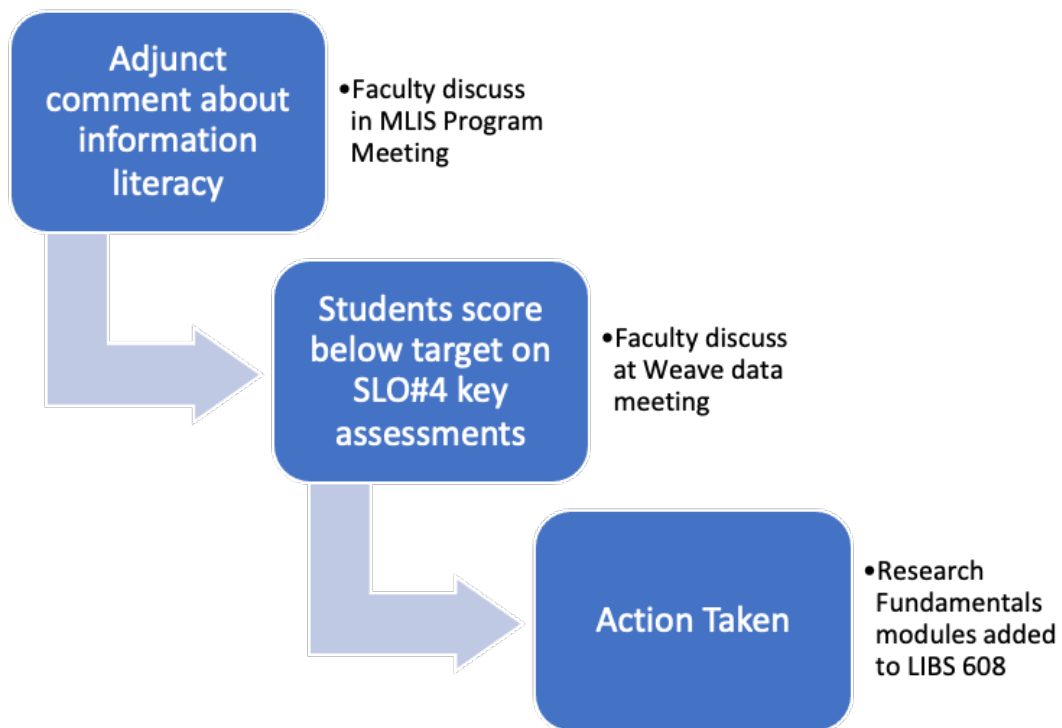 Adjunct
comment about
information
literacy
•Faculty discuss
in MLIS Program
Meeting
Students score
below target on
SLO#4 key
assessments
•Faculty discuss
at Weave data
meeting
Action Taken
•Research
Fundamentals
modules added
to LIBS 608